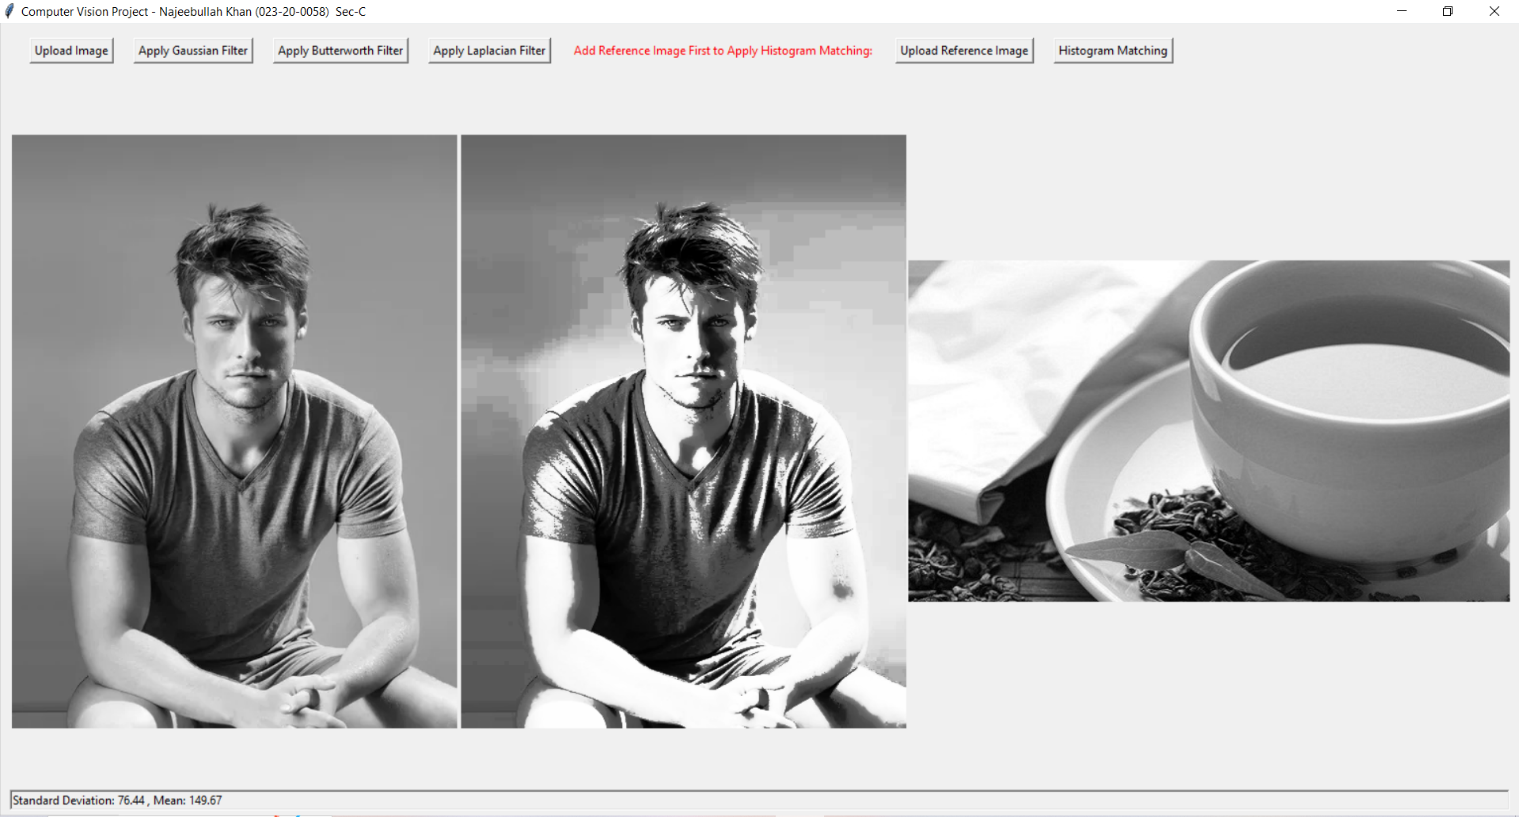 Computer Vision Project - Najeebullah Khan (023-20-0058)  Sec-C
Upload Image
Apply Gaussian Filter
Apply Butterworth Filter
Apply Laplacian Filter
Add Reference Image First to Apply Histogram Matching:
Upload Reference Image
Histogram Matching
Standard Deviation: 76.44 , Mean: 149.67